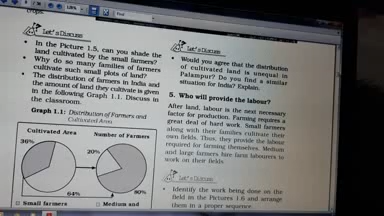 Let's Discuss
• In the Picture 1.5, can you shade the
land cultivated by the small farmers?
• Why do so many families of farmers
cultivate such small plots of land?
• The distribution of farmers in India and
the amount of land they cultivate is given
in the following Graph 1.1. Discuss in
the classroom.
Graph 1.1: Distribution of Farmers and
Cultivated Area
Cultivated Area
Number of Farmers
36%
20%
64%
80%
Small farmers
Medium and
Let's Discuss
• Would you agree that the distribution
of cultivated land is unequal in
Palampur? Do you find a similar
situation for India? Explain.
5. Who will provide the labour?
After land, labour is the next necessary
factor for production. Farming requires a
great deal of hard work. Small farmers
along with their families cultivate their
own plots. Thus, they provide the labour
required for farming themselves. Medium
and large farmers hire farm labourers to
work on their fields.
Let's Discuss
• Identify the work being done on the
field in the Pictures 1.6 and arrange
them in a proper sequence.